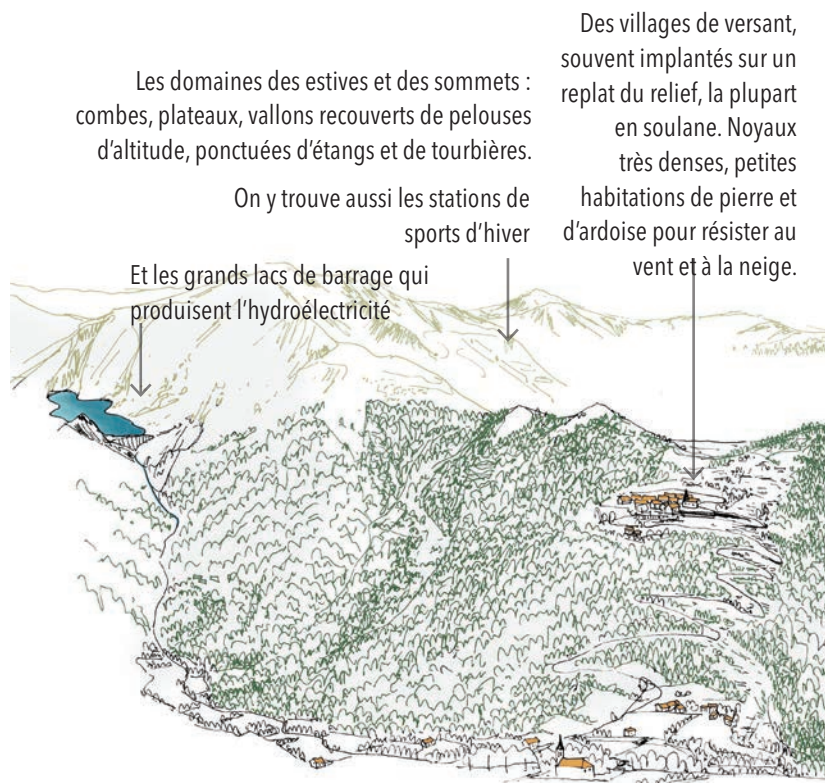 Des villages de versant,
souvent implantés sur un
replat du relief, la plupart
en soulane. Noyaux
très denses, petites
habitations de pierre et
d'ardoise pour résister au
vent et à la neige.
Les domaines des estives et des sommets :
combes, plateaux, vallons recouverts de pelouses
d'altitude, ponctuées d'étangs et de tourbières.
On y trouve aussi les stations de
sports d'hiver
Et les grands lacs de barrage qui
produisent l'hydroélectricité